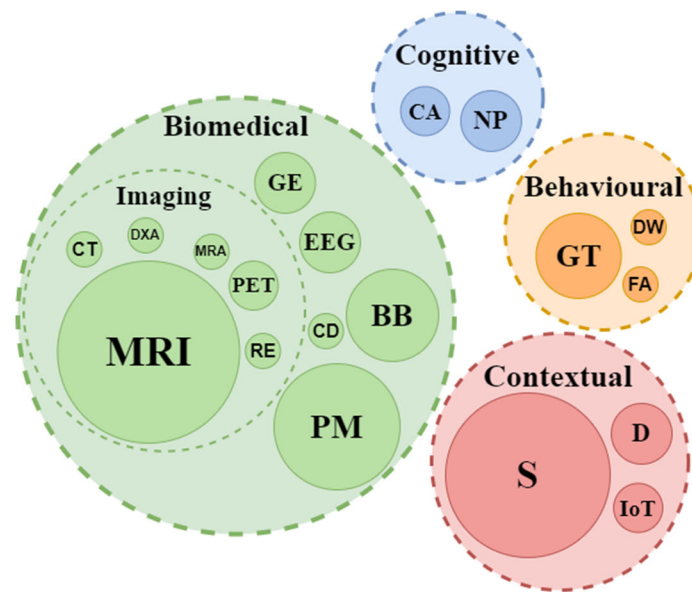 Cognitive
CA
NP
Biomedical
GE
Imaging
CT
DXA
MRA
EEG
PET
MRI
RE
CD
BB
PM
Behavioural
GT
DW
FA
Contextual
S
D
IoT